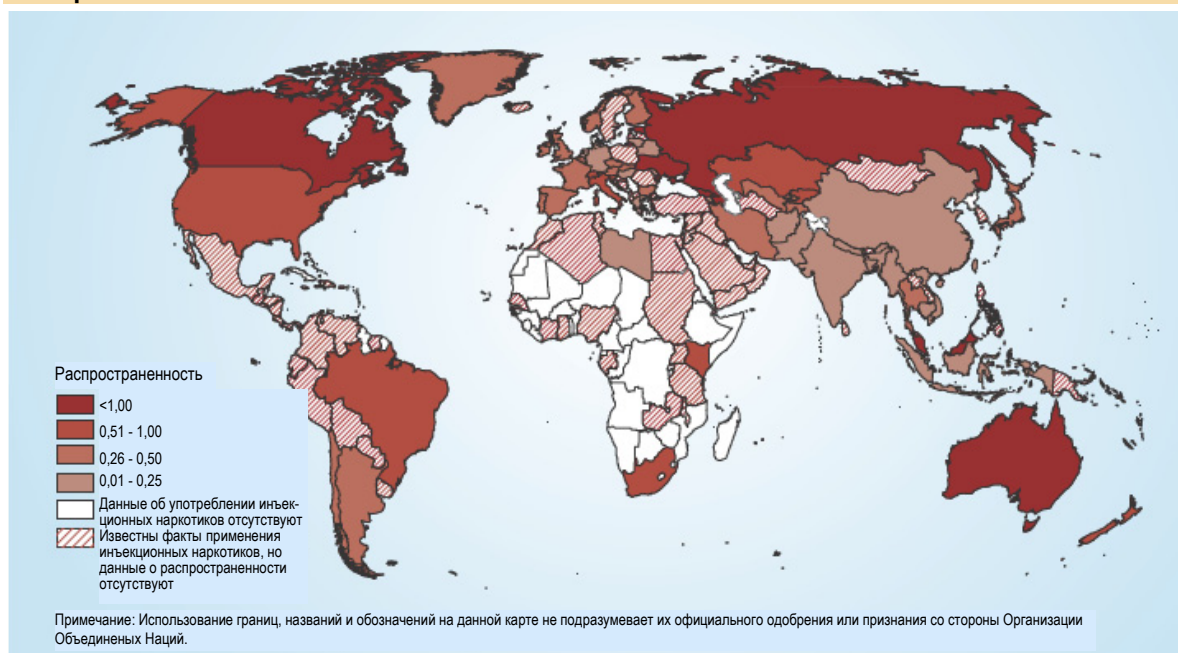 Распространенность
<1,00
0,51 - 1,00
0,26 - 0,50
0,01 - 0,25
Данные об употреблении инъек-
ционных наркотиков отсутствуют
Известны факты применения
инъекционных наркотиков, но
данные о распространенности
отсутствуют
Примечание: Использование границ, названий и обозначений на данной карте не подразумевает их официального одобрения или признания со стороны Организации
Объединеных Наций.